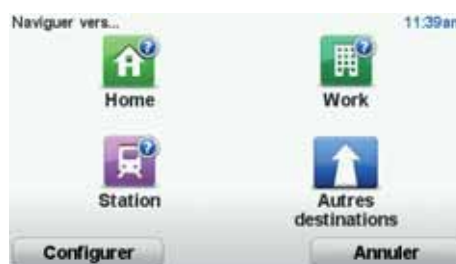 Naviguer vers...
11:39am
Home
Work
Station
Autres
destinations
Configurer
Annuler